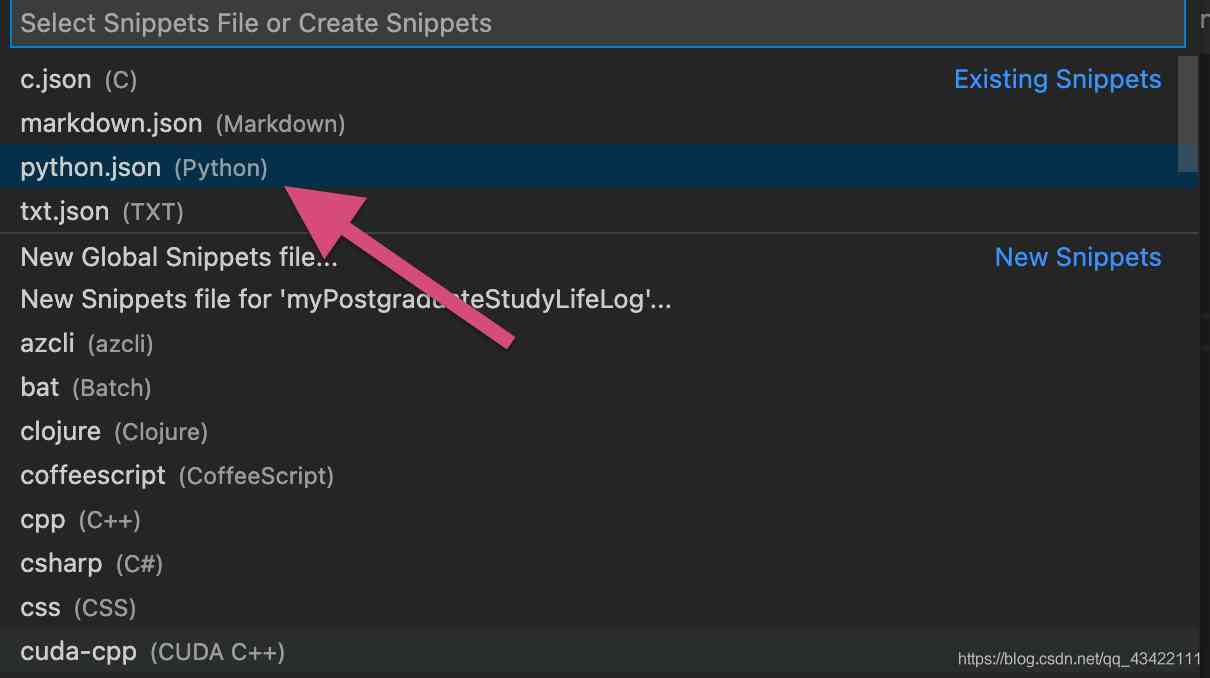 Select Snippets File or Create Snippets
c.json (C) Existing Snippets
markdown.json (Markdown)
python.json (Python)
txt.json (TXT)
New Global Snippets file... New Snippets
New Snippets file for 'myPostgraduateStudyLifeLog'...
azcli (azcli)
bat (Batch)
clojure (Clojure)
coffeescript (CoffeeScript)
cpp (C++)
csharp (C#)
css (CSS)
cuda-cpp (CUDA C++)
https://blog.csdn.net/qq_43422111